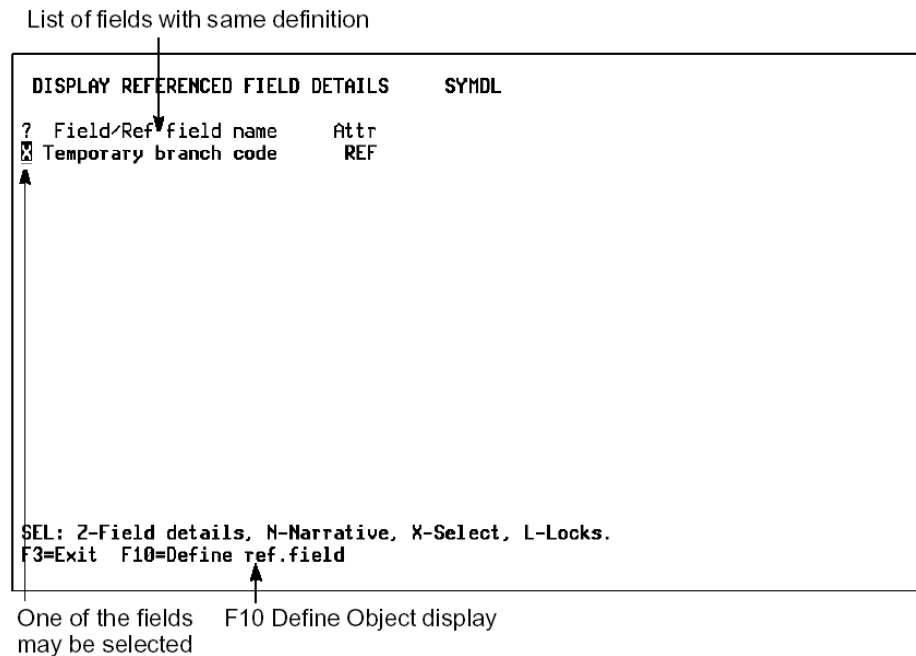 List of fields with same definition
DISPLAY REFERENCED FIELD DETAILS SYMDL
? Field/Ref field name Attr
X Temporary branch code REF
SEL: Z-Field details, N-Narrative, X-Select, L-Locks.
F3=Exit F10=Define ref.field
One of the fields F10 Define Object display
may be selected